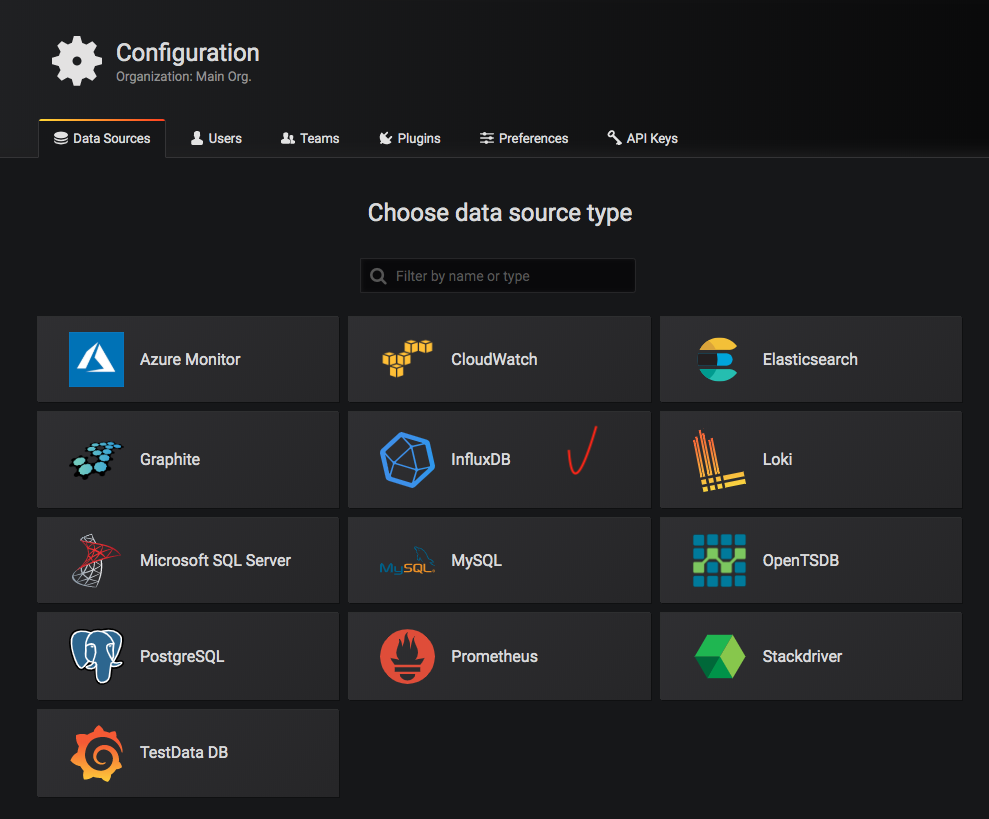 Configuration
Organization: Main Org.
Data Sources Users Teams Plugins Preferences API Keys
Choose data source type
Filter by name or type
Azure Monitor CloudWatch Elasticsearch
Graphite InfluxDB Loki
Microsoft SQL Server MySQL MySQL OpenTSDB
PostgreSQL Prometheus Stackdriver
TestData DB